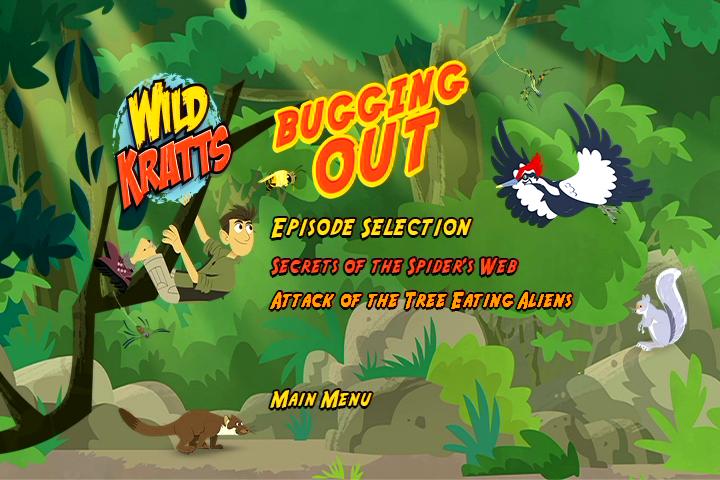 WILD
KRATTS
BUGGING
OUT
EPISODE SELECTION
SECRETS OF THE SPIDER'S WEB
ATTACK OF THE TREE EATING ALIENS
MAIN MENU